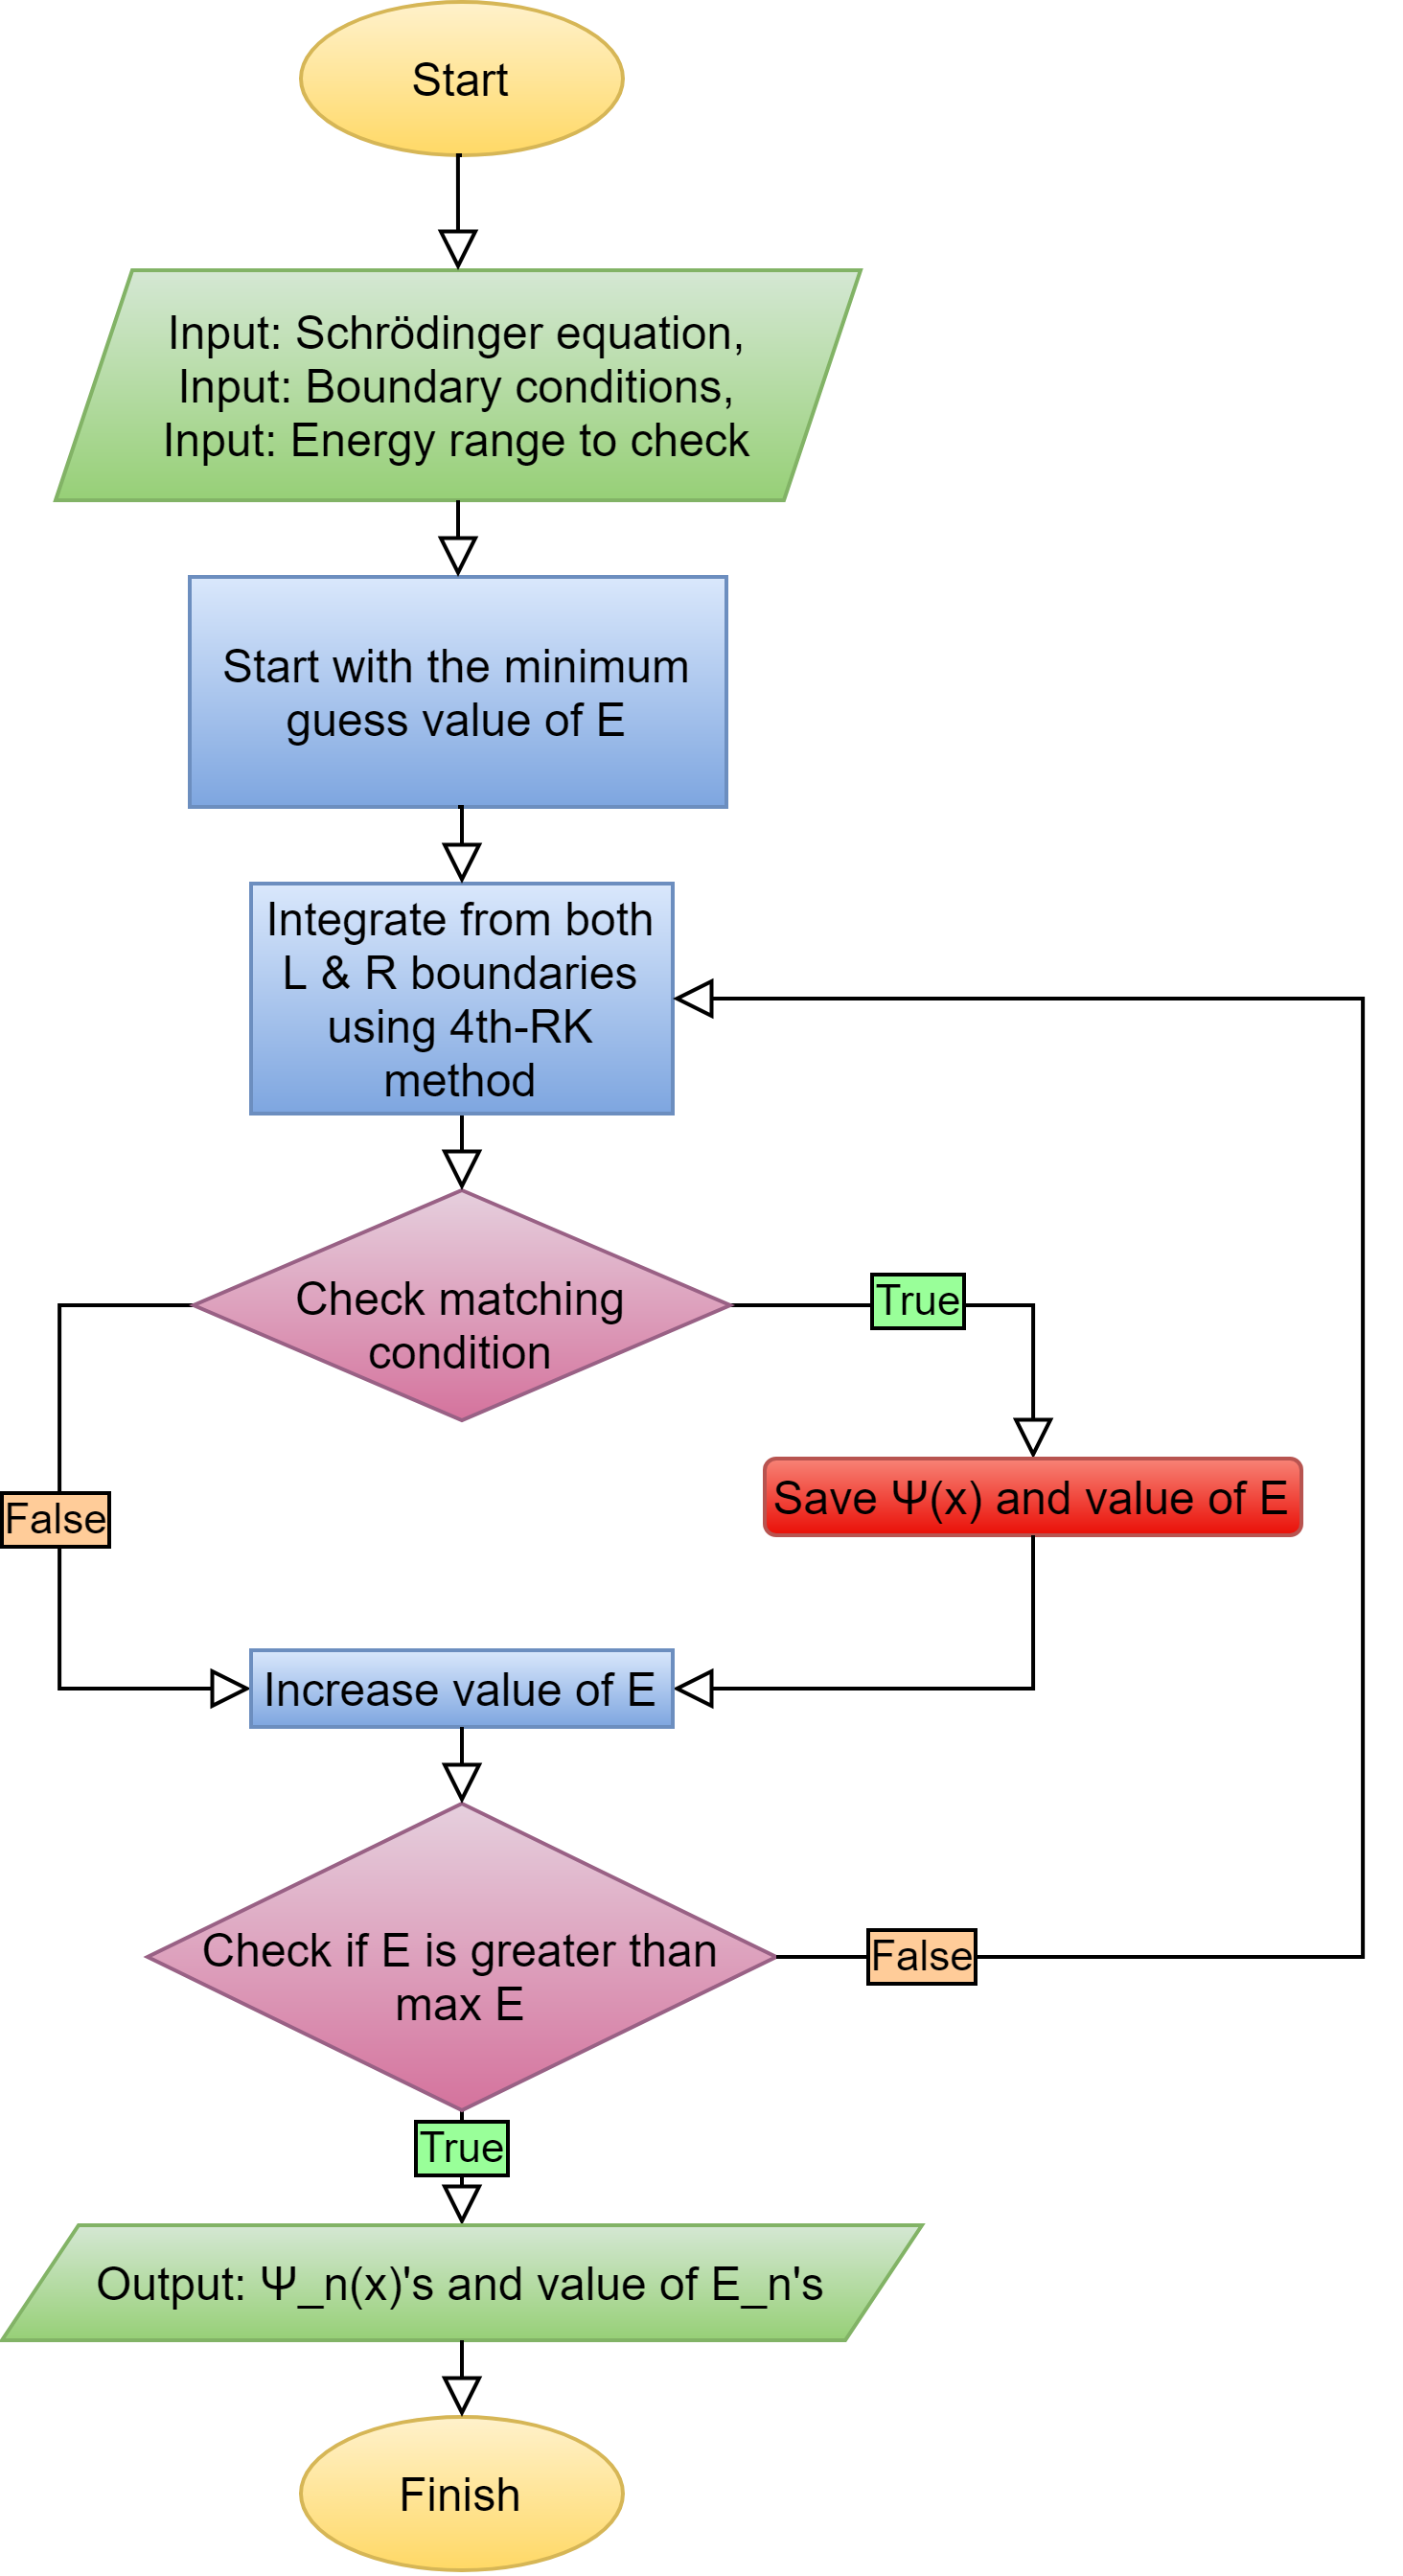 Start
Input: Schrödinger equation,
Input: Boundary conditions,
Input: Energy range to check
Start with the minimum
guess value of E
Integrate from both
L & R boundaries
using 4th-RK
method
Check matching
condition
True
Save Ψ(x) and value of E
False
Increase value of E
Check if E is greater than
max E
False
True
Output: Ψ_n(x)'s and value of E_n's
Finish